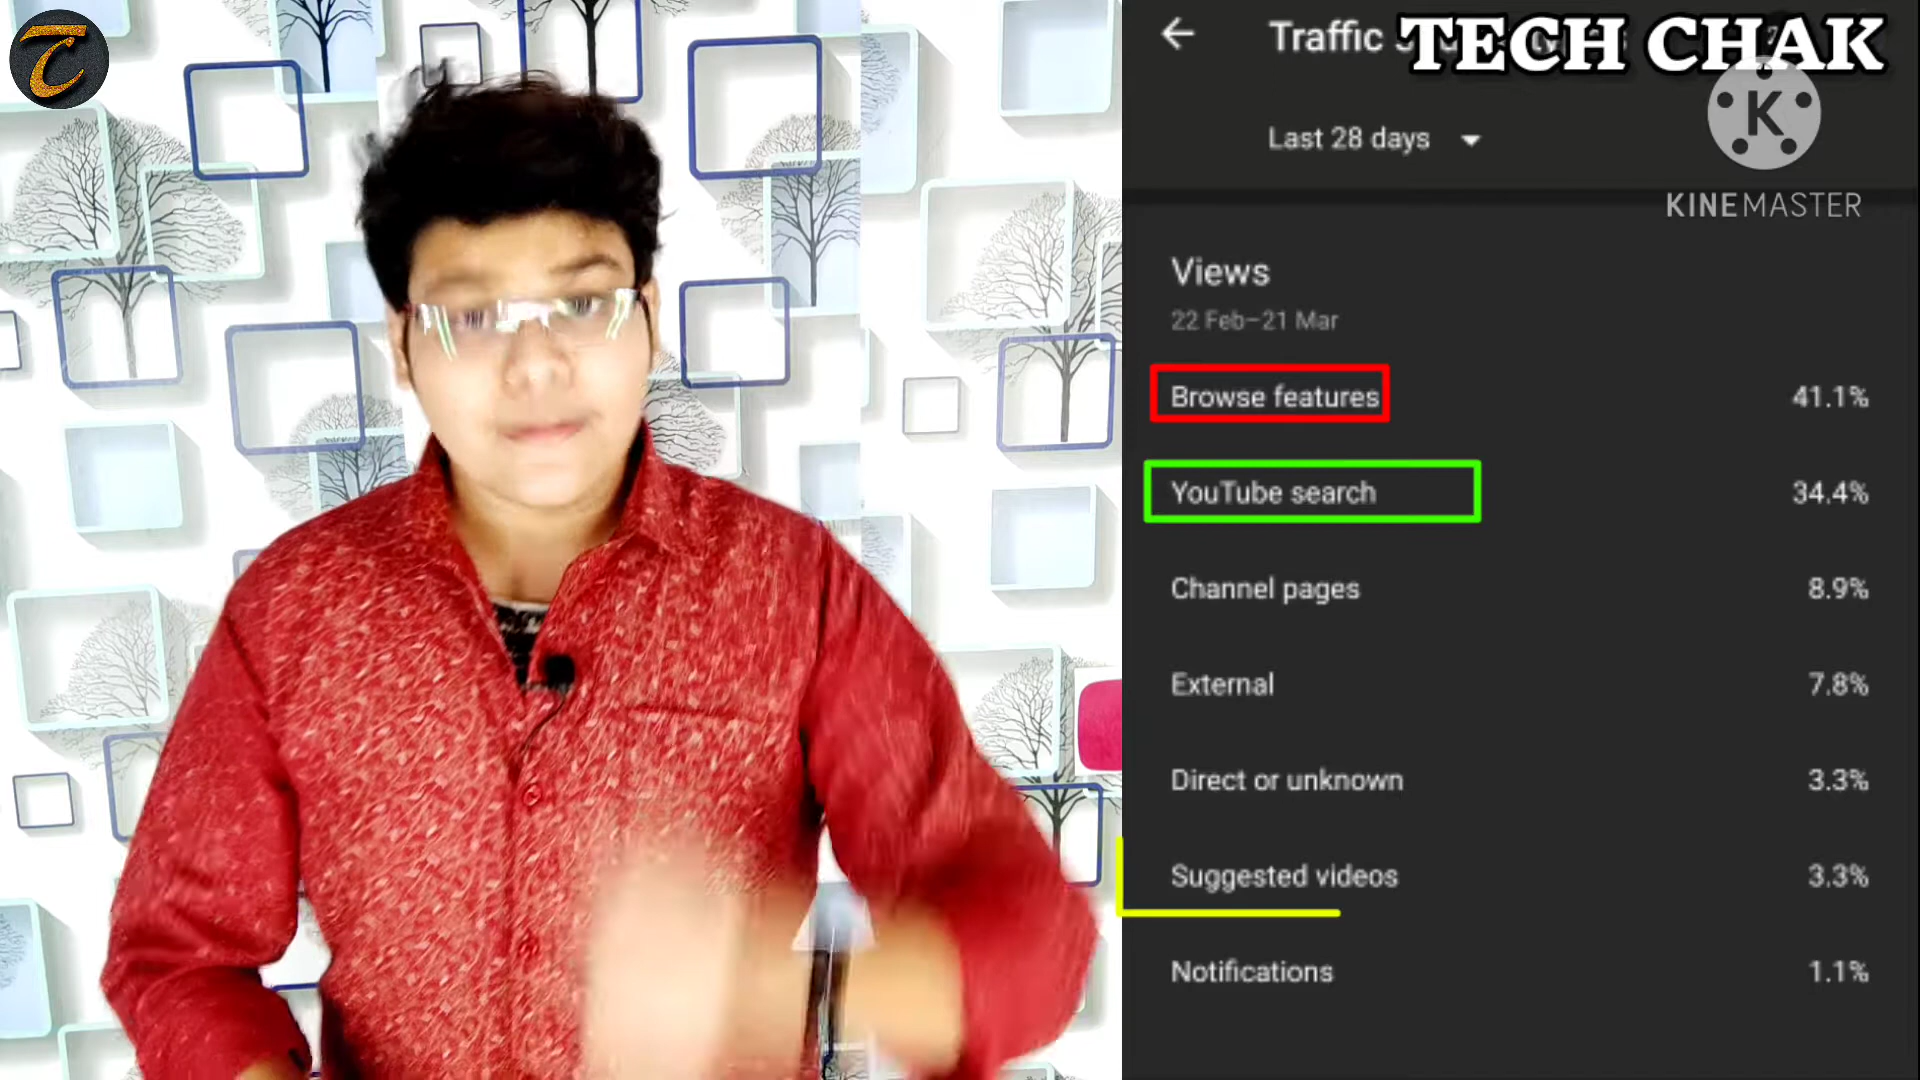 Traffic
TECH CHAK
Last 28 days
K
KINEMASTER
Views
22 Feb–21 Mar
Browse features 41.1%
YouTube search 34.4%
Channel pages 8.9%
External 7.8%
Direct or unknown 3.3%
Suggested videos 3.3%
Notifications 1.1%